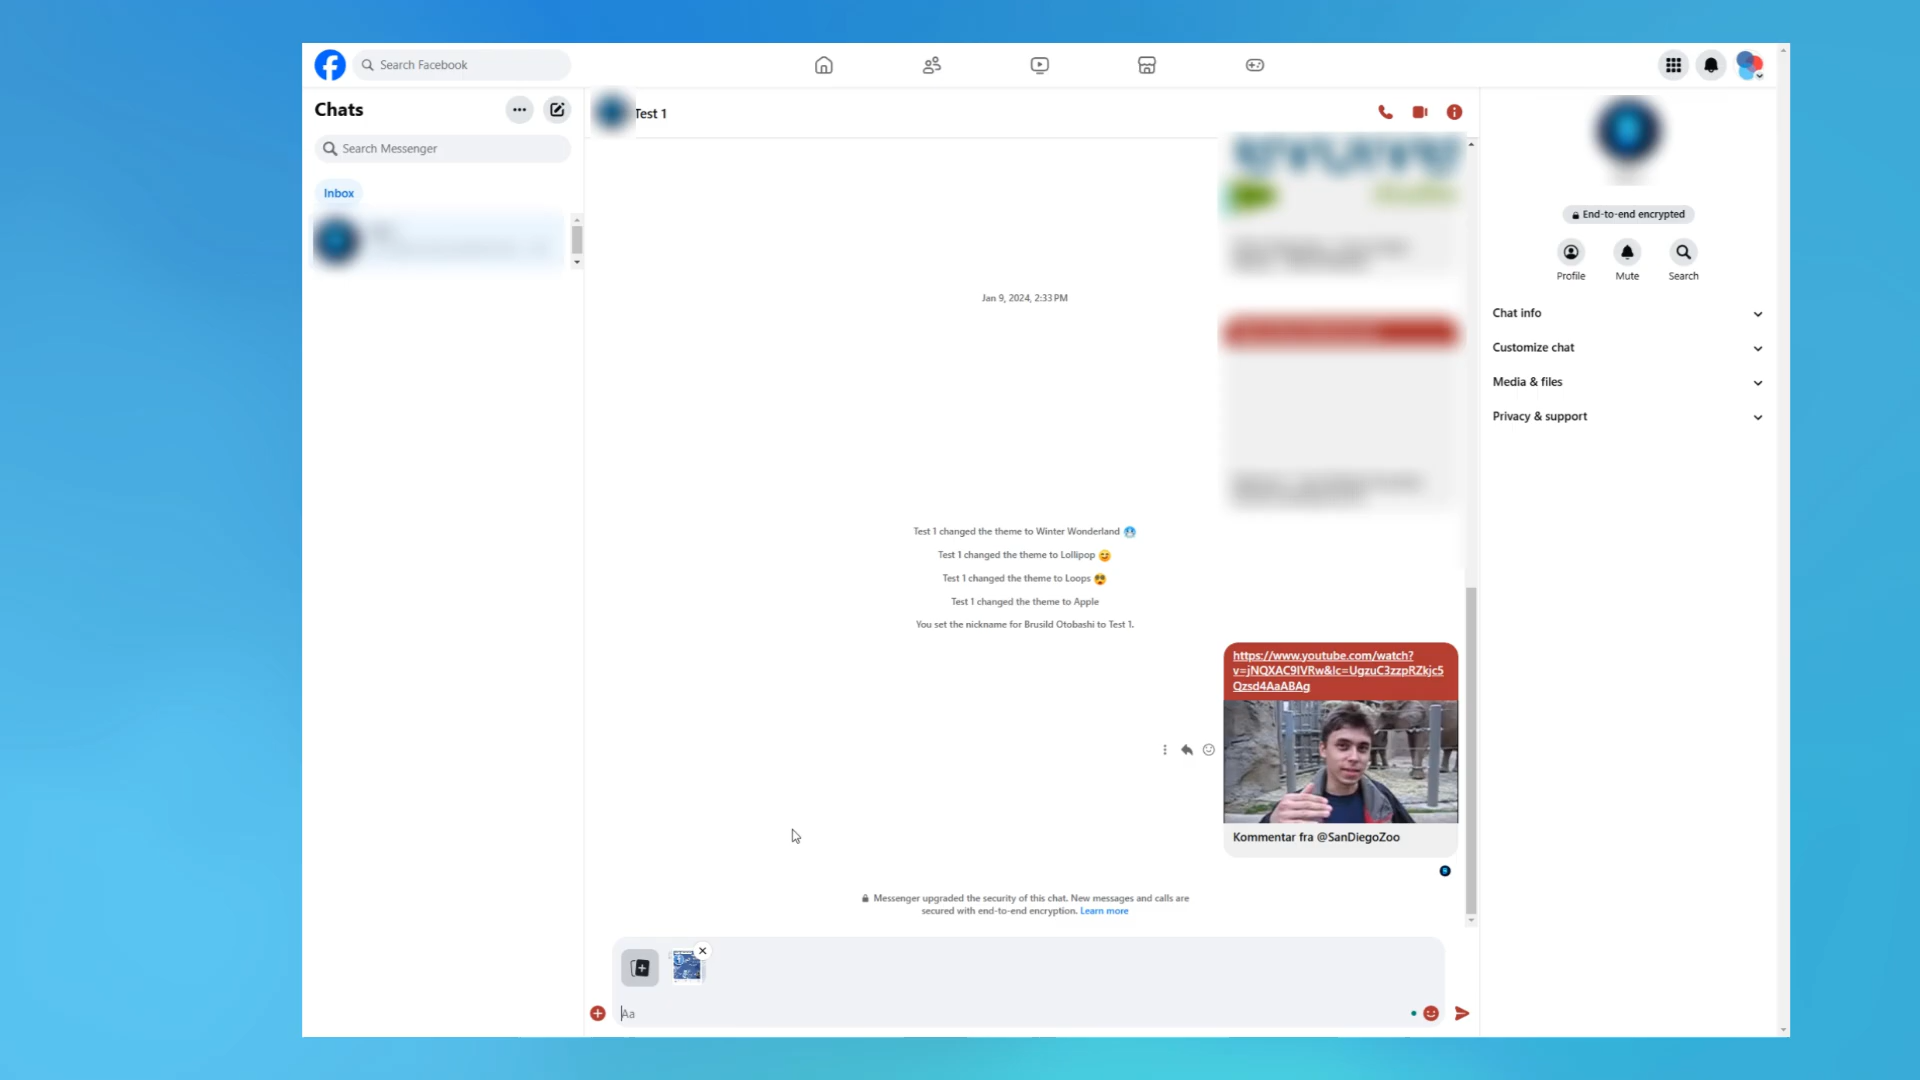 Search Facebook
Chats
Search Messenger
Inbox
Test 1
Jan 9, 2024, 2:33 PM
Test 1 changed the theme to Winter Wonderland
Test 1 changed the theme to Lollipop
Test 1 changed the theme to Loops
Test 1 changed the theme to Apple
You set the nickname for Brusild Otobashi to Test 1.
https://www.youtube.com/watch?
v=jNQXAC9IVRw&lc=UgzuC3zzpRZkjc5
Qzsd4AaABAg
Kommentar fra @SanDiegoZoo
Messenger upgraded the security of this chat. New messages and calls are
secured with end-to-end encryption. Learn more
Aa
End-to-end encrypted
Profile
Mute
Search
Chat info
Customize chat
Media & files
Privacy & support